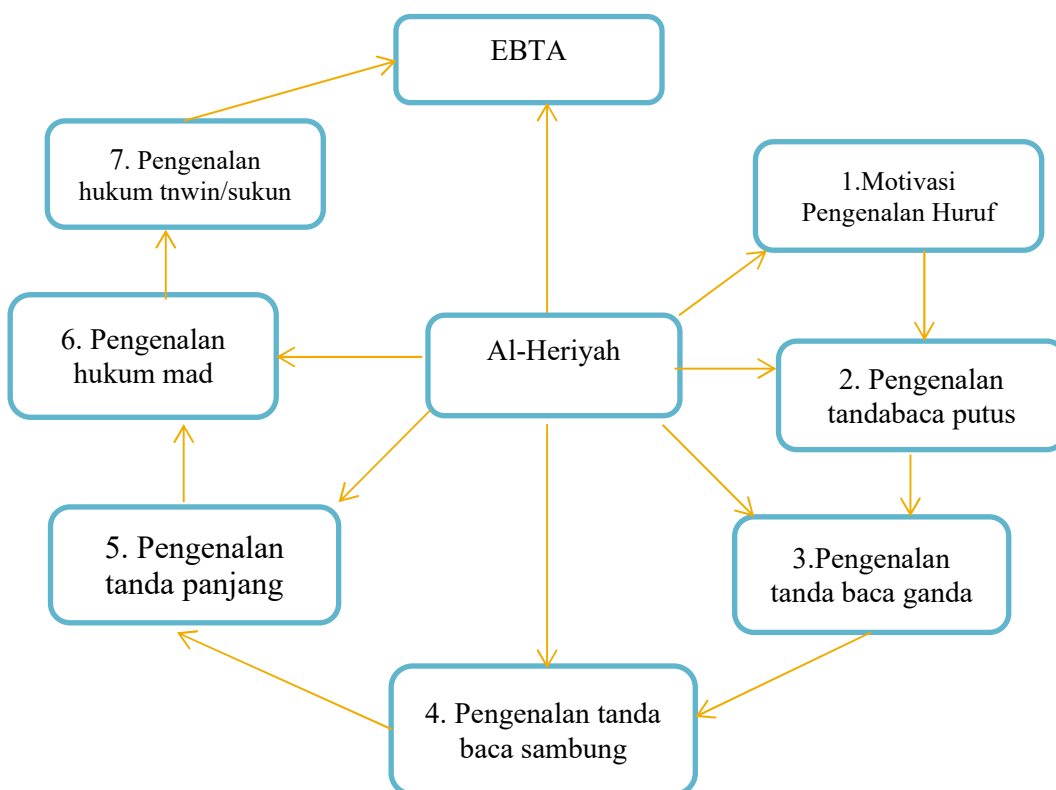 EBTA
7. Pengenalan
hukum tnwin/sukun
1.Motivasi
Pengenalan Huruf
6. Pengenalan
hukum mad
Al-Heriyah
2. Pengenalan
tandabaca putus
5. Pengenalan
tanda panjang
3.Pengenalan
tanda baca ganda
4. Pengenalan tanda
baca sambung